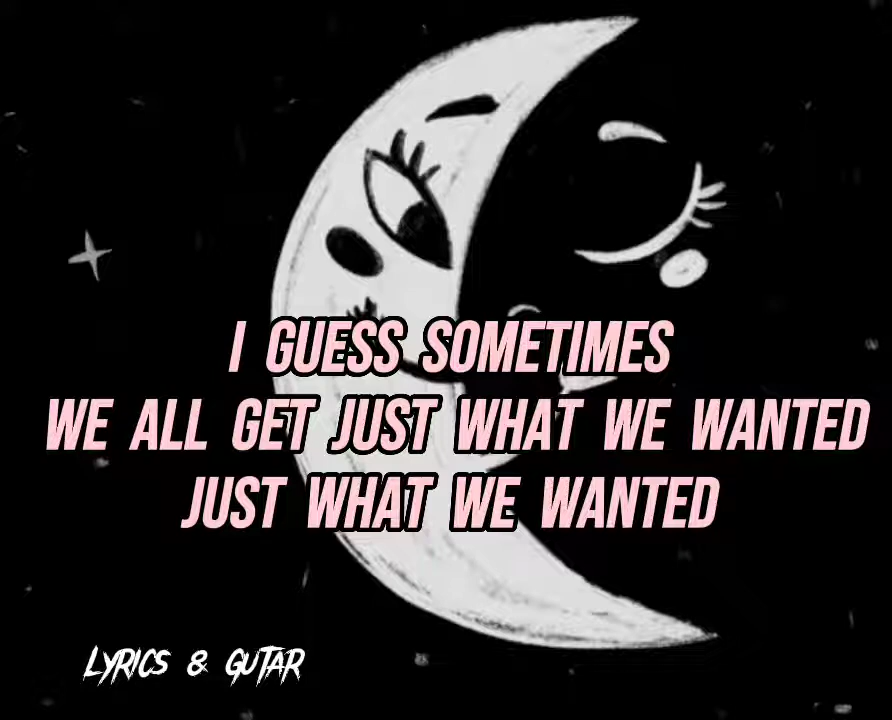 I GUESS SOMETIMES
WE ALL GET JUST WHAT WE WANTED
JUST WHAT WE WANTED
LYRICS & GUTAR